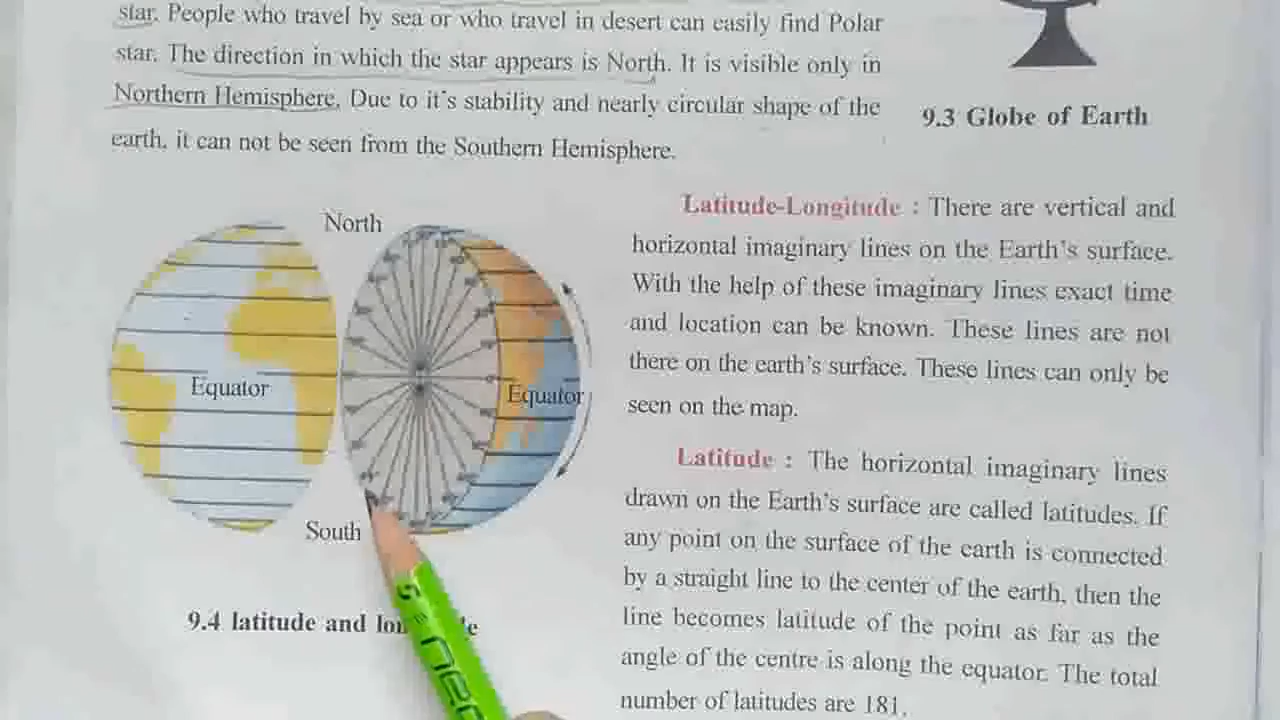 star. People who travel by sea or who travel in desert can easily find Polar
star. The direction in which the star appears is North. It is visible only in
Northern Hemisphere. Due to it's stability and nearly circular shape of the
earth, it can not be seen from the Southern Hemisphere.
9.3 Globe of Earth
North
Equator
Equator
South
9.4 latitude and
Latitude-Longitude : There are vertical and
horizontal imaginary lines on the Earth's surface.
With the help of these imaginary lines exact time
and location can be known. These lines are not
there on the earth's surface. These lines can only be
seen on the map.
Latitude : The horizontal imaginary lines
drawn on the Earth's surface are called latitudes. If
any point on the surface of the earth is connected
by a straight line to the center of the earth, then the
line becomes latitude of the point as far as the
angle of the centre is along the equator. The total
number of latitudes are 181.